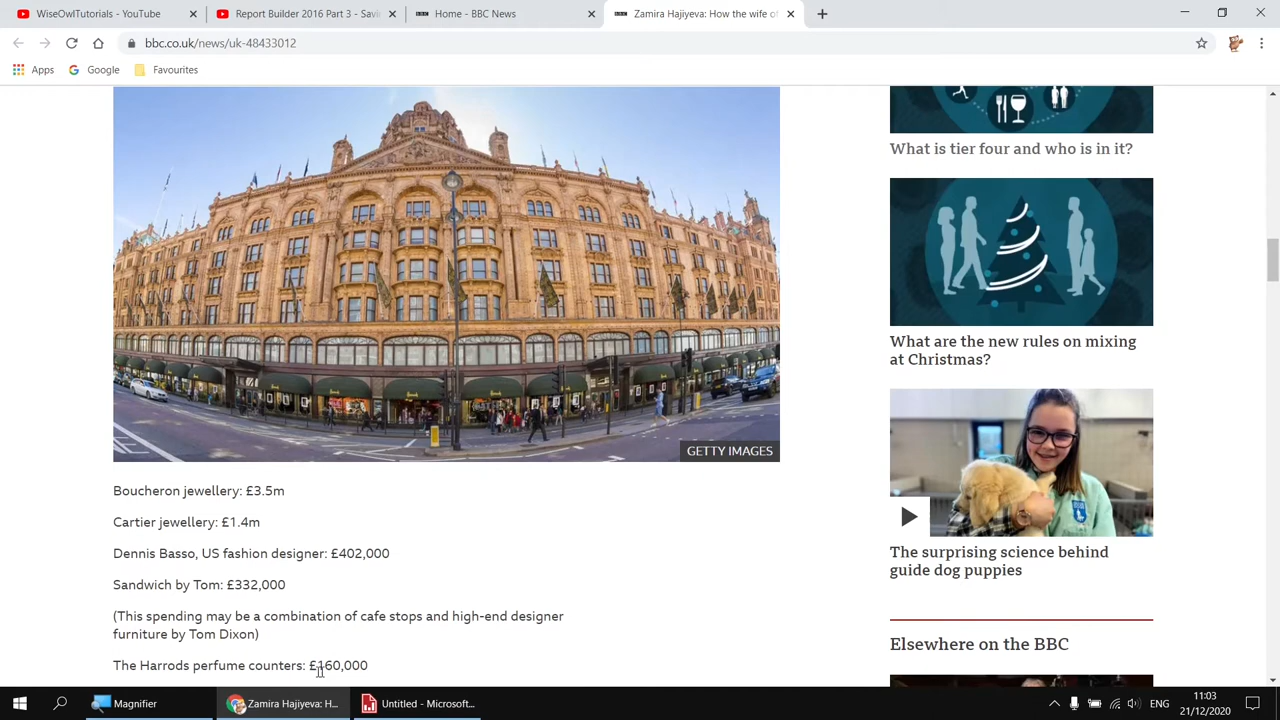 WiseOwlTutorials - YouTube
Report Builder 2016 Part 3 - Savi
Home - BBC News
Zamira Hajiyeva: How the wife of
bbc.co.uk/news/uk-48433012
Apps
Google
Favourites
What is tier four and who is in it?
What are the new rules on mixing
at Christmas?
GETTY IMAGES
Boucheron jewellery: £3.5m
Cartier jewellery: £1.4m
Dennis Basso, US fashion designer: £402,000
Sandwich by Tom: £332,000
(This spending may be a combination of cafe stops and high-end designer
furniture by Tom Dixon)
The Harrods perfume counters: £160,000
The surprising science behind
guide dog puppies
Elsewhere on the BBC
Magnifier
Zamira Hajiyeva: H...
Untitled - Microsoft...
ENG
11:03
21/12/2020